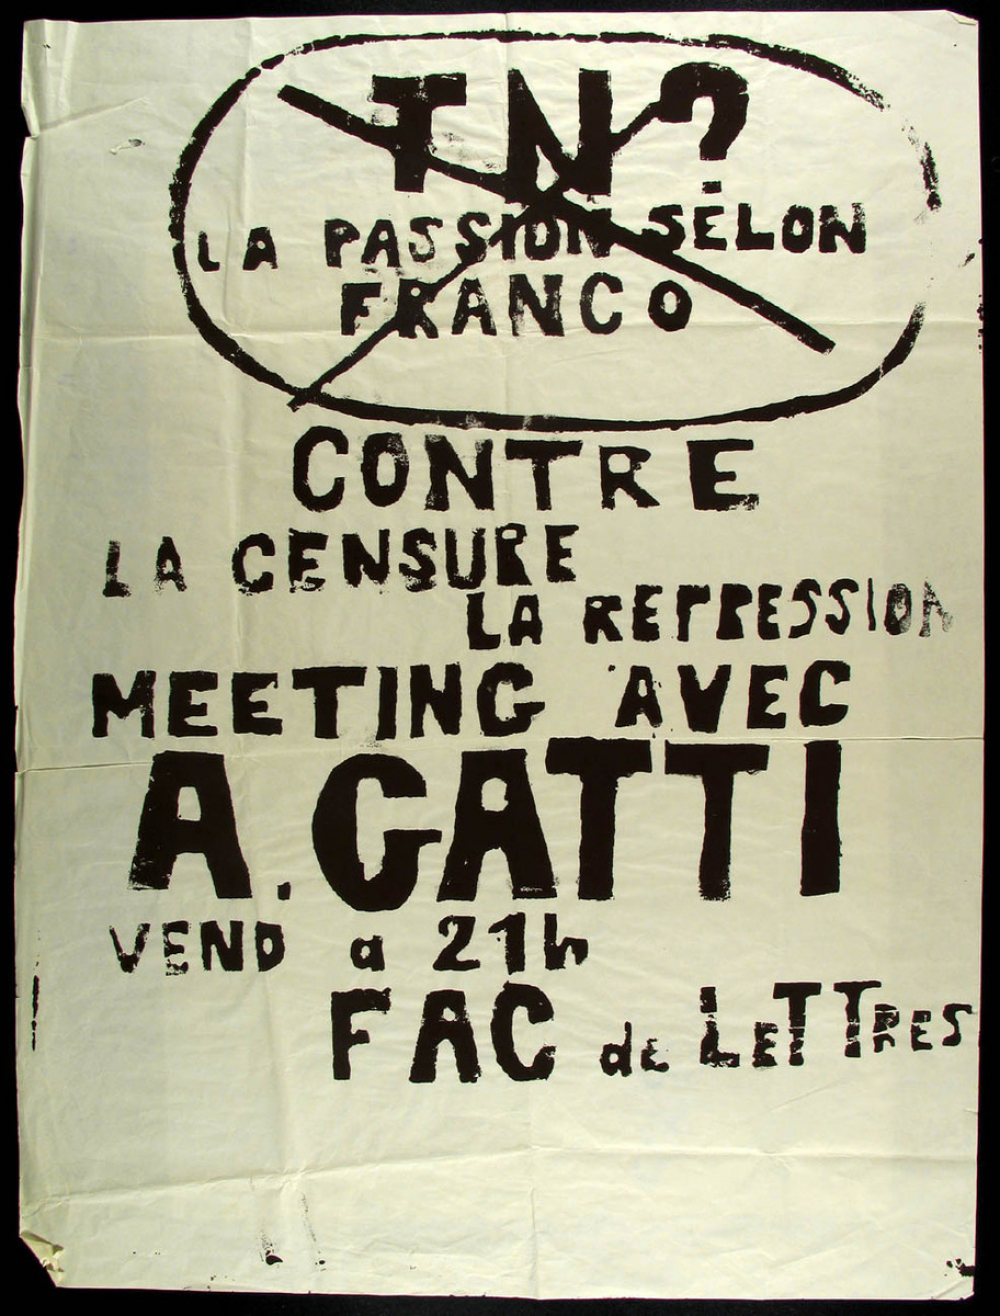 TN?
LA PASSION SELON
FRANCO
CONTRE
LA CENSURE
LA REPRESSION
MEETING AVEC
A. GATTI
VEND a 21h
FAC de LETTRES